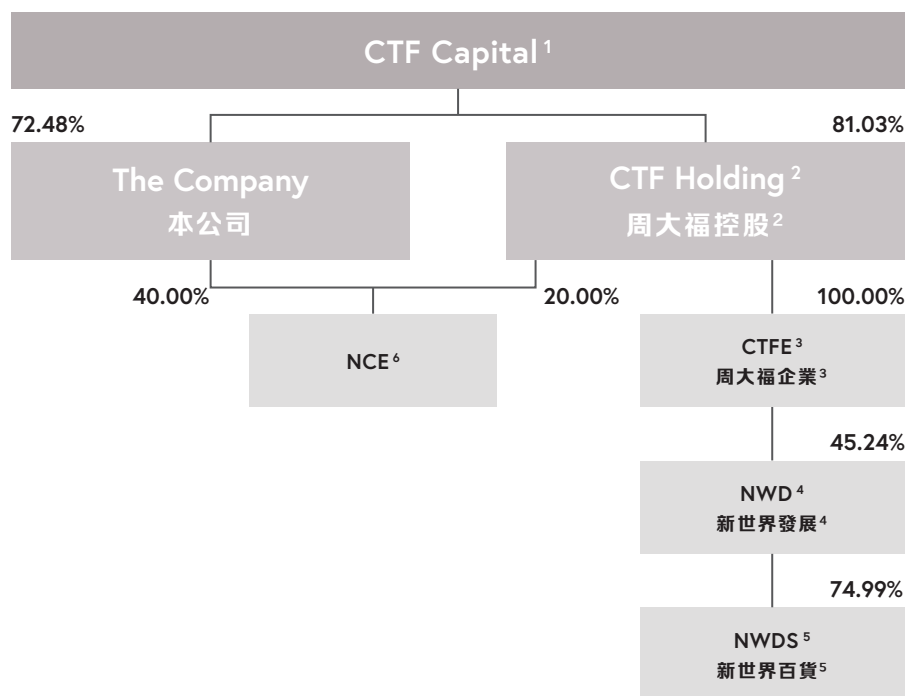 CTF Capital 1
72.48%
81.03%
The Company
本公司
CTF Holding 2
周大福控股2
40.00%
20.00%
100.00%
NCE 6
CTFE 3
周大福企業3
45.24%
NWD 4
新世界發展4
74.99%
NWDS 5
新世界百貨5